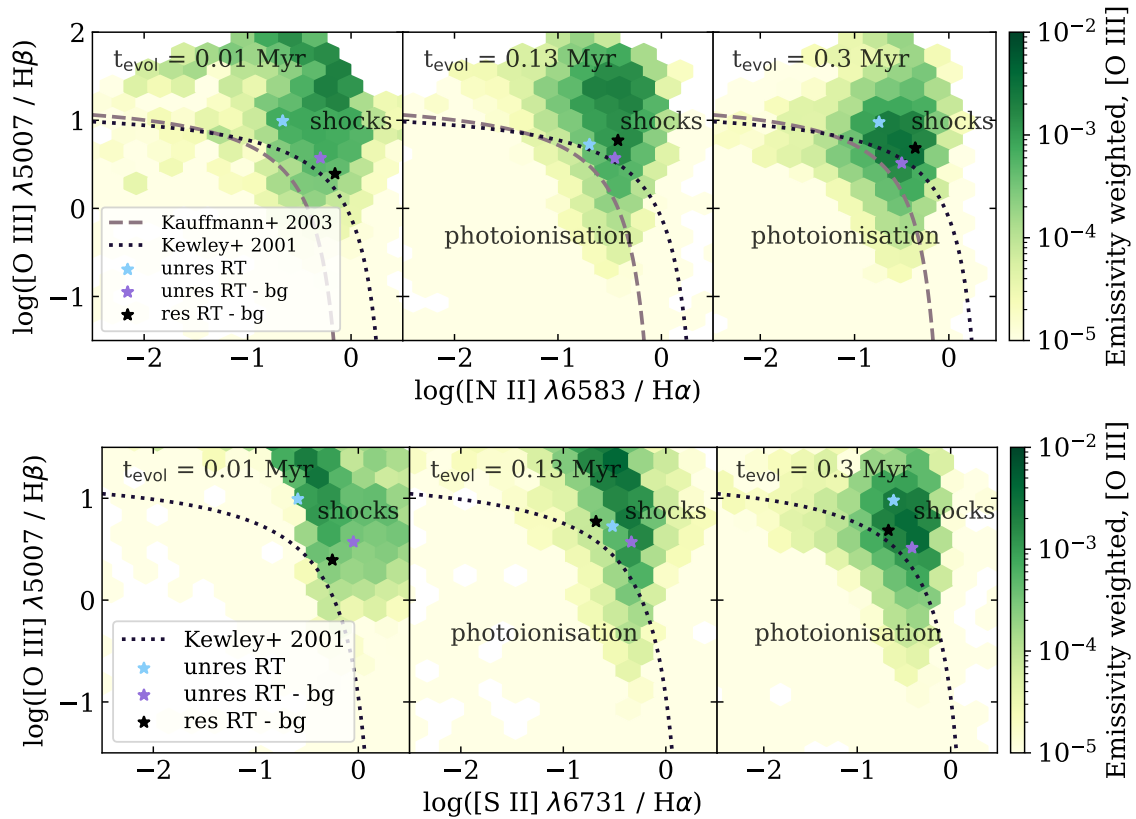 t_evol = 0.01 Myr
t_evol = 0.13 Myr
t_evol = 0.3 Myr
shocks
shocks
shocks
photoionisation
photoionisation
Kauffmann+ 2003
Kewley+ 2001
unres RT
unres RT - bg
res RT - bg
2
1
0
−1
log([O III] λ5007 / Hβ)
−2
−1
0
−2
−1
0
−2
−1
0
log([N II] λ6583 / Hα)
10^−2
10^−3
10^−4
10^−5
Emissivity weighted, [O III]
t_evol = 0.01 Myr
t_evol = 0.13 Myr
t_evol = 0.3 Myr
shocks
shocks
shocks
photoionisation
photoionisation
Kewley+ 2001
unres RT
unres RT - bg
res RT - bg
1
0
−1
log([O III] λ5007 / Hβ)
−2
−1
0
−2
−1
0
−2
−1
0
log([S II] λ6731 / Hα)
10^−2
10^−3
10^−4
10^−5
Emissivity weighted, [O III]